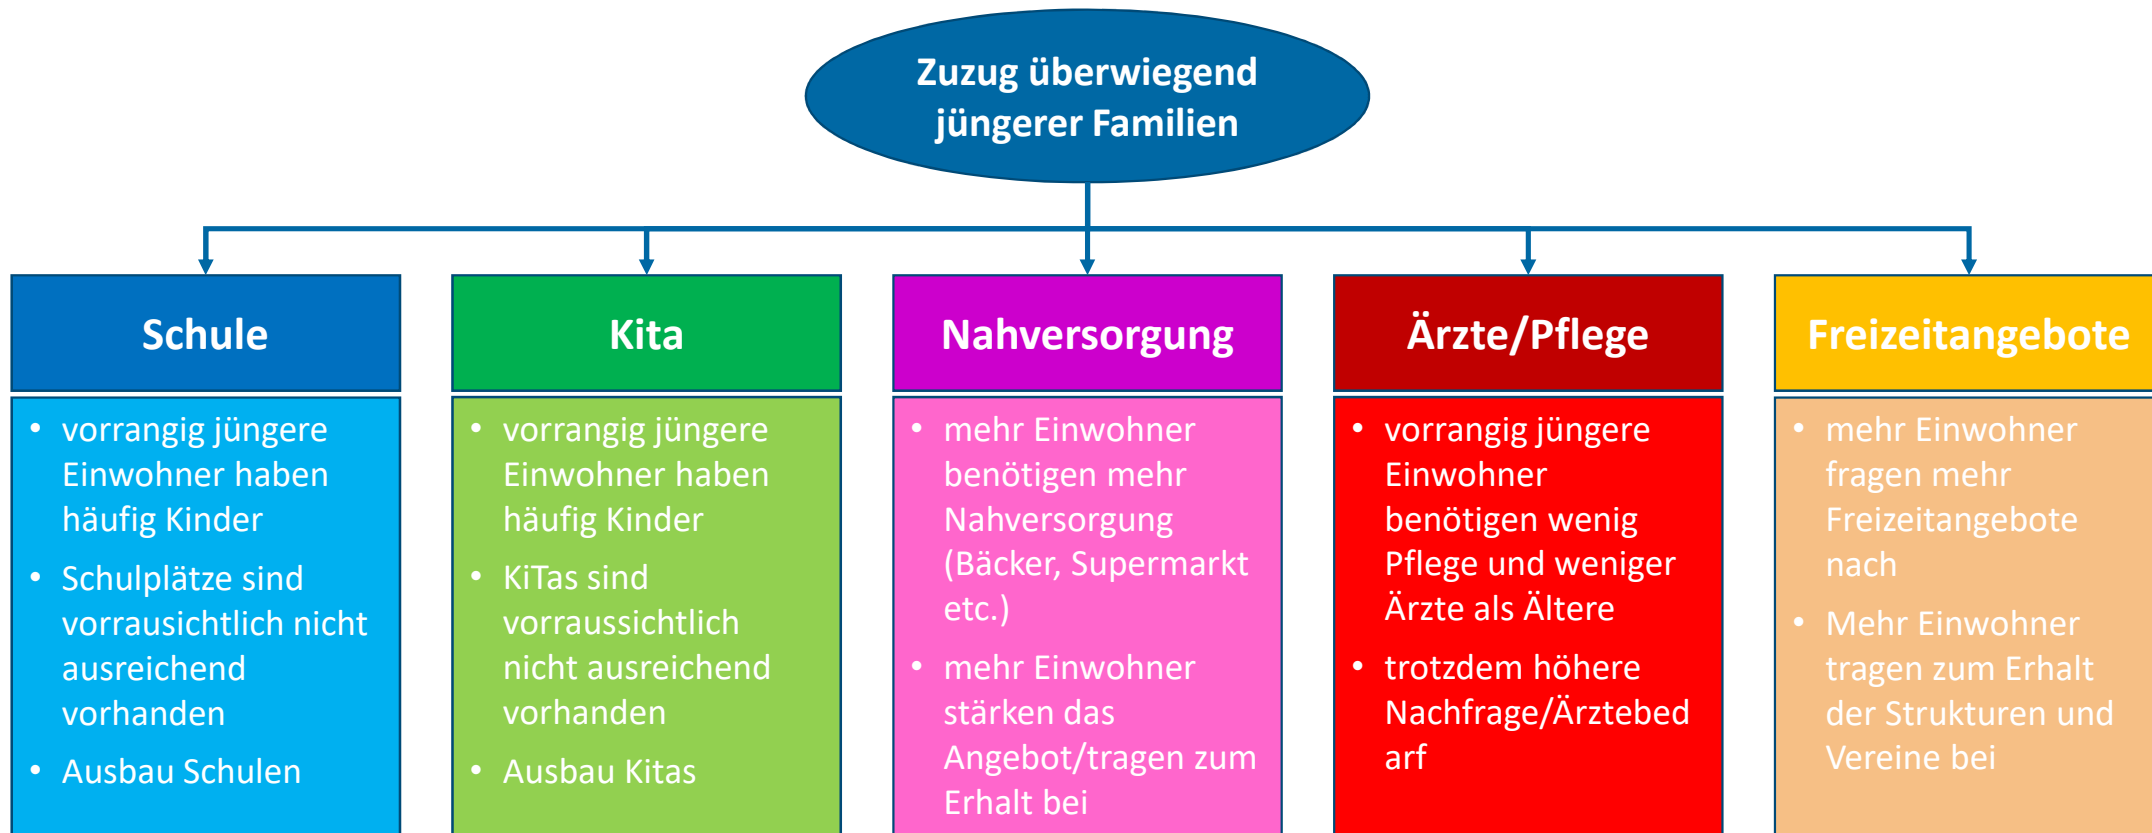 Zuzug überwiegend
jüngerer Familien
Schule
• vorrangig jüngere
Einwohner haben
häufig Kinder
• Schulplätze sind
vorrausichtlich nicht
ausreichend
vorhanden
• Ausbau Schulen
Kita
• vorrangig jüngere
Einwohner haben
häufig Kinder
• KiTas sind
vorraussichtlich
nicht ausreichend
vorhanden
• Ausbau Kitas
Nahversorgung
• mehr Einwohner
benötigen mehr
Nahversorgung
(Bäcker, Supermarkt
etc.)
• mehr Einwohner
stärken das
Angebot/tragen zum
Erhalt bei
Ärzte/Pflege
• vorrangig jüngere
Einwohner
benötigen wenig
Pflege und weniger
Ärzte als Ältere
• trotzdem höhere
Nachfrage/Ärztebed
arf
Freizeitangebote
• mehr Einwohner
fragen mehr
Freizeitangebote
nach
• Mehr Einwohner
tragen zum Erhalt
der Strukturen und
Vereine bei